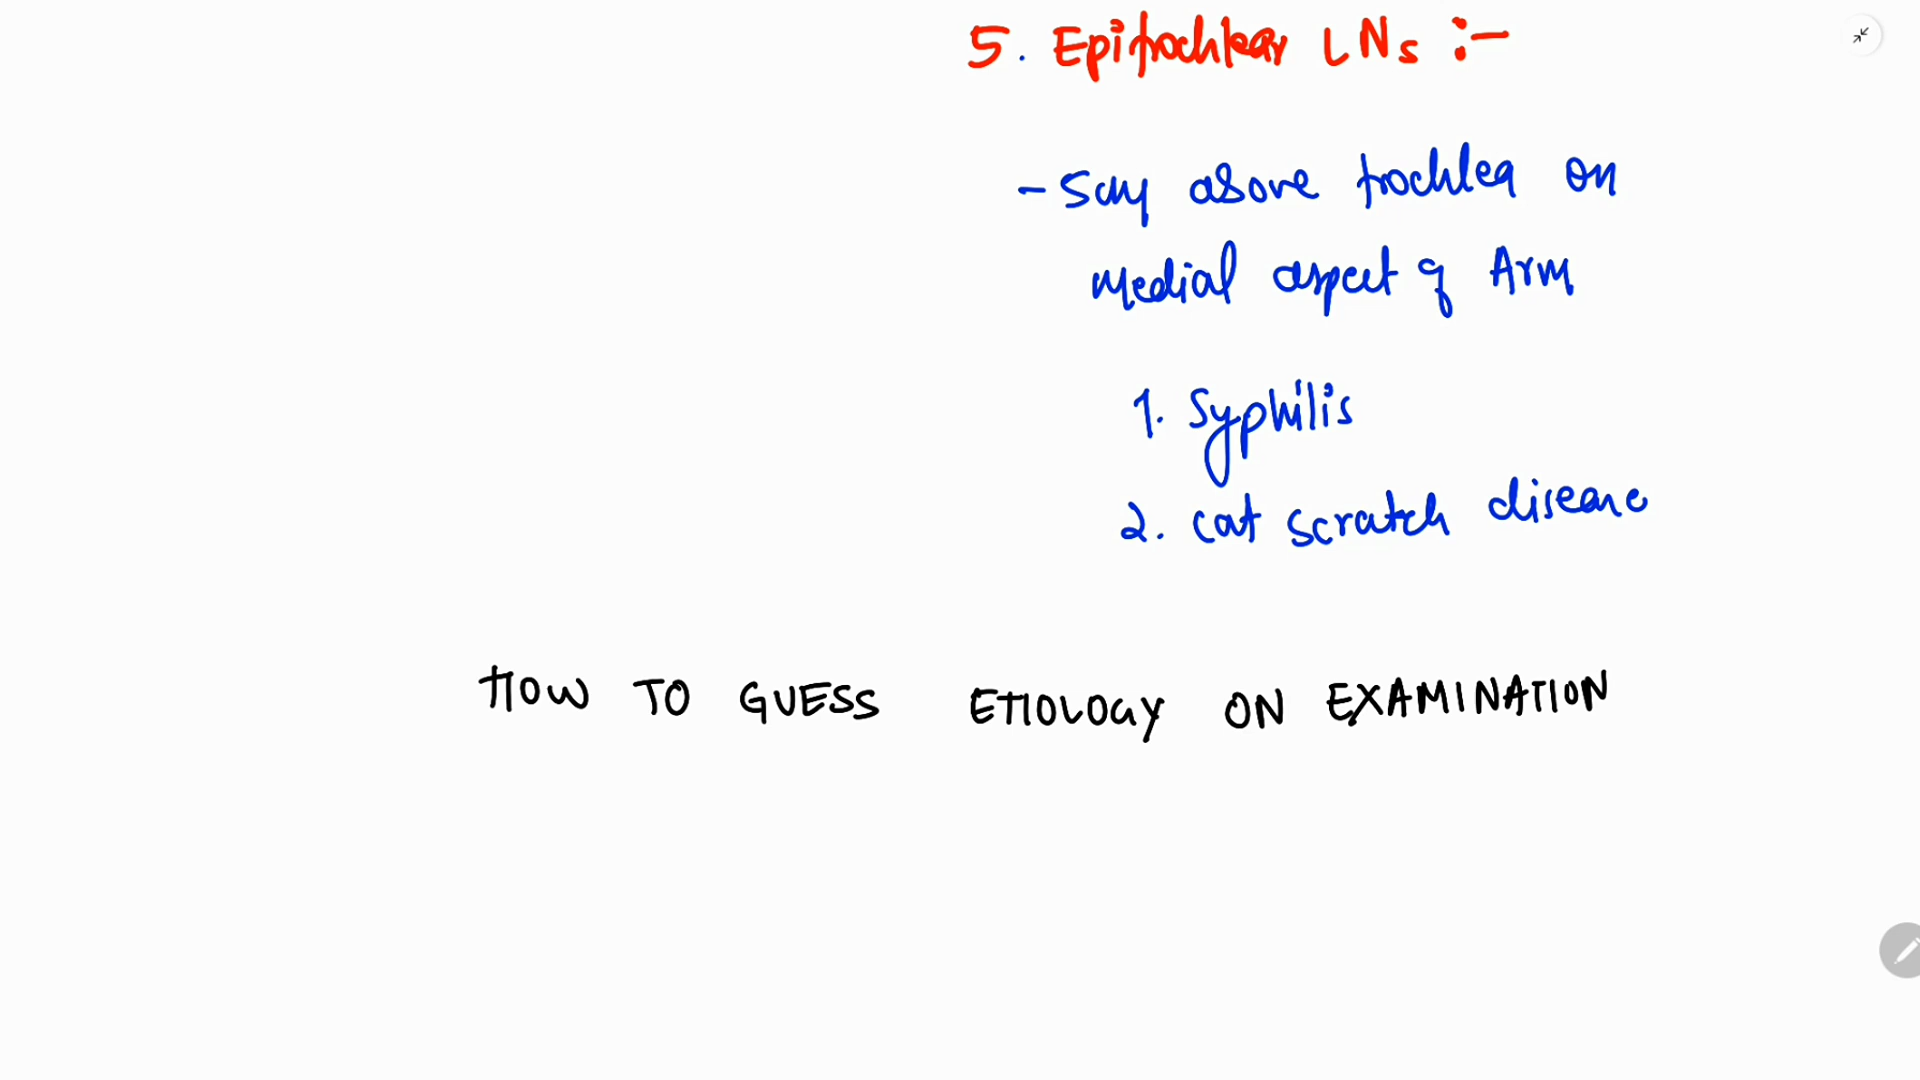 5. Epitrochlear LNs :-
- Say above trochlea on
medial aspect of Arm
1. Syphilis
2. cat scratch disease
HOW TO GUESS ETIOLOGY ON EXAMINATION